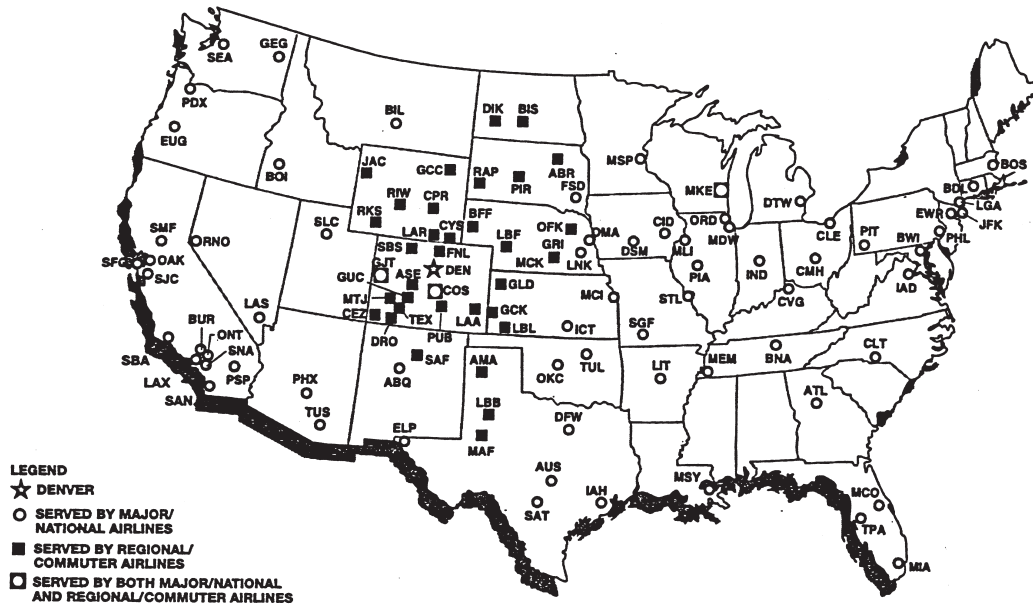 SEA
GEG
PDX
EUG
BOI
BIL
DIK
BIS
MSP
JAC
GCC
RAP
PIR
ABR
FSD
RIW
CPR
RKS
LAR
CYS
BFF
MKE
ORD
MDW
DTW
BOS
BDL
LGA
EWR
JFK
PHL
SMF
RNO
SFO
OAK
SJC
SLC
SBS
FNL
GJT
DEN
GUC
ASE
COS
MTJ
CEZ
TEX
DRO
PUB
LAA
LBF
OFK
GRI
MCK
LNK
DMA
DSM
CID
MLI
PIA
IND
CLE
CMH
PIT
BWI
IAD
GLD
GCK
LBL
ICT
MCI
STL
CVG
SGF
LAS
BUR
ONT
SNA
SBA
LAX
PSP
SAN
PHX
TUS
SAF
ABQ
AMA
LBB
MAF
ELP
OKC
TUL
LIT
MEM
BNA
CLT
ATL
DFW
AUS
SAT
IAH
MSY
MCO
TPA
MIA
LEGEND
DENVER
SERVED BY MAJOR/
NATIONAL AIRLINES
SERVED BY REGIONAL/
COMMUTER AIRLINES
SERVED BY BOTH MAJOR/NATIONAL
AND REGIONAL/COMMUTER AIRLINES